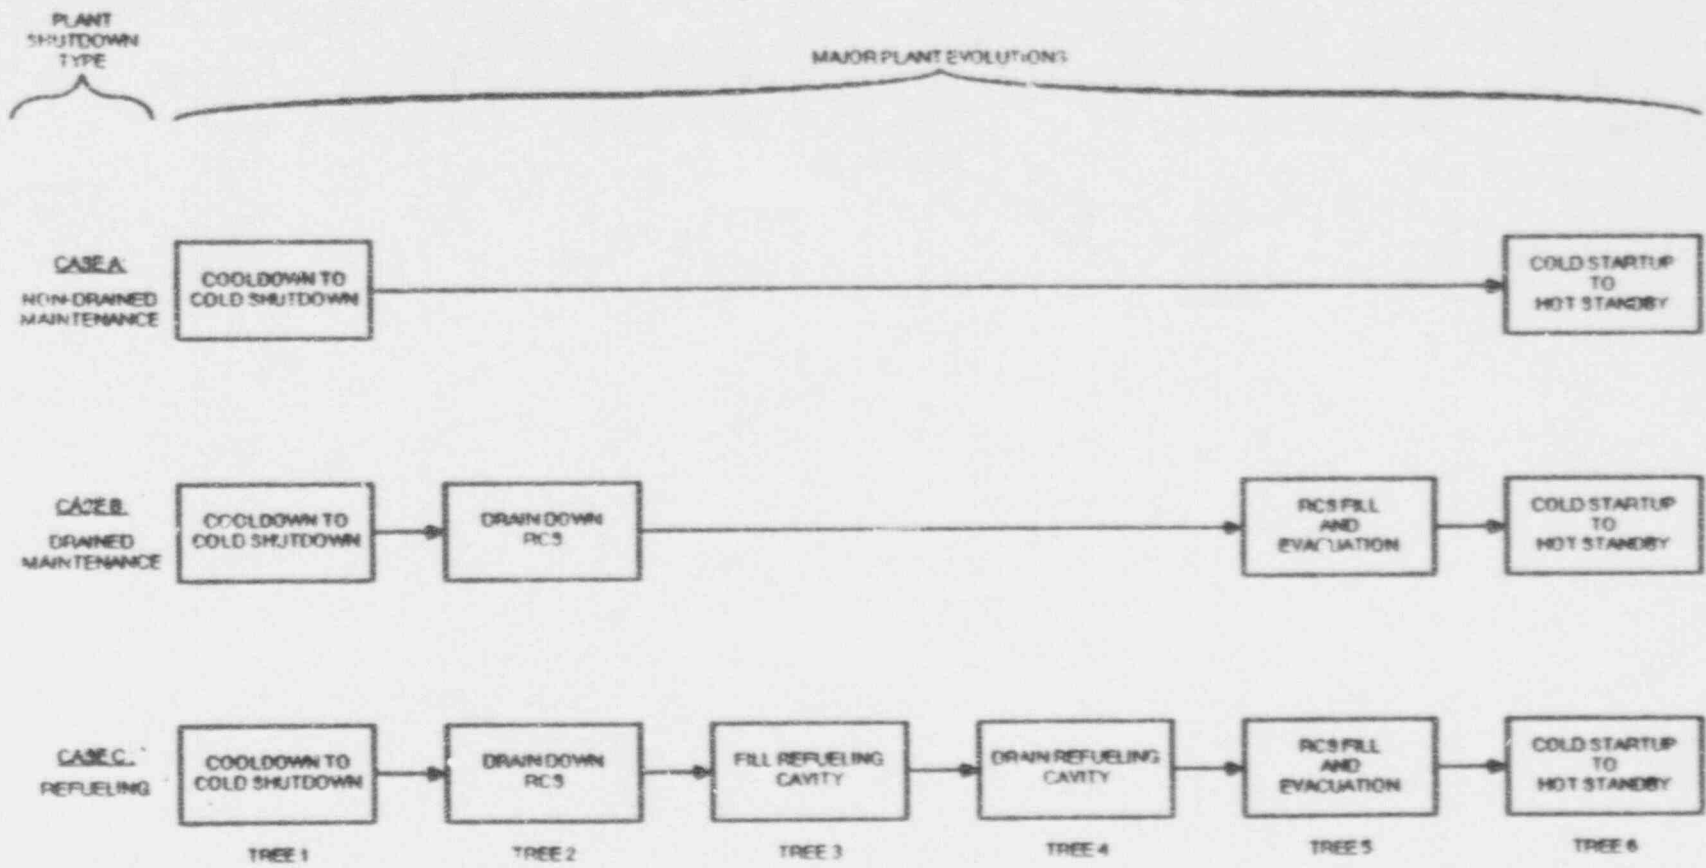 PLANT
SHUTDOWN
TYPE
MAJOR PLANT EVOLUTIONS
CASE A
NON-DRAINED
MAINTENANCE
COOLDOWN TO
COLD SHUTDOWN
COLD STARTUP
TO
HOT STANDBY
CASE B
DRAINED
MAINTENANCE
COOLDOWN TO
COLD SHUTDOWN
DRAIN DOWN
RCS
RCS FILL
AND
EVACUATION
COLD STARTUP
TO
HOT STANDBY
CASE C
REFUELING
COOLDOWN TO
COLD SHUTDOWN
DRAIN DOWN
RCS
FILL REFUELING
CAVITY
DRAIN REFUELING
CAVITY
RCS FILL
AND
EVACUATION
COLD STARTUP
TO
HOT STANDBY
TREE 1
TREE 2
TREE 3
TREE 4
TREE 5
TREE 6